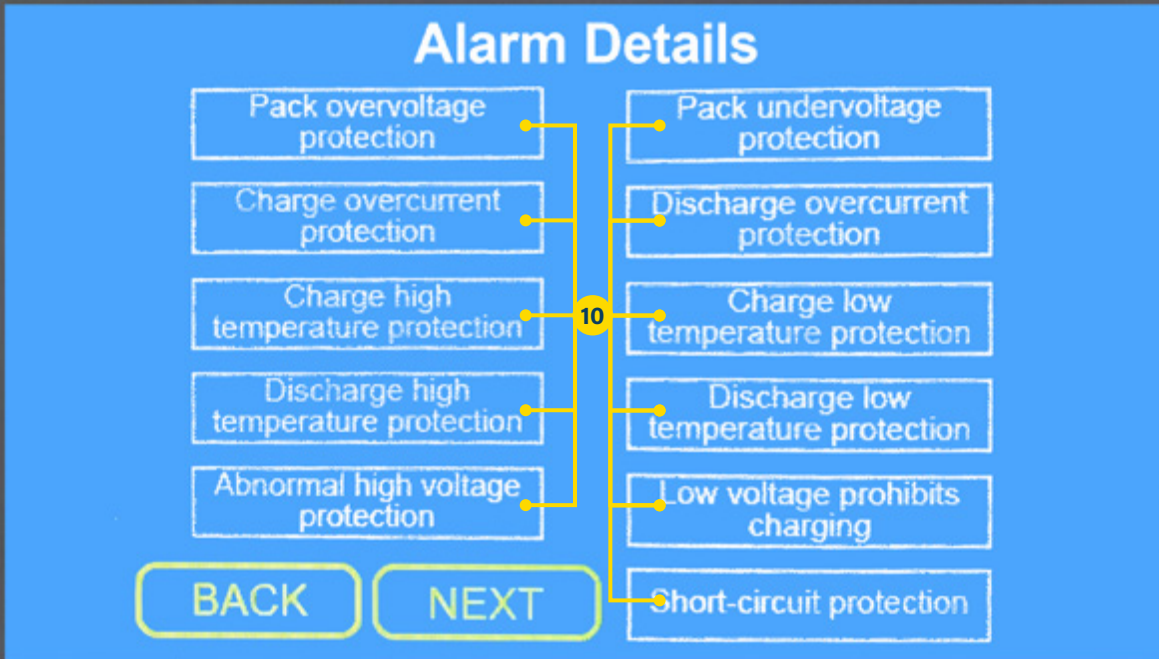 Alarm Details
Pack overvoltage
protection
Pack undervoltage
protection
Charge overcurrent
protection
Discharge overcurrent
protection
Charge high
temperature protection
Charge low
temperature protection
10
Discharge high
temperature protection
Discharge low
temperature protection
Abnormal high voltage
protection
Low voltage prohibits
charging
Short-circuit protection
BACK
NEXT